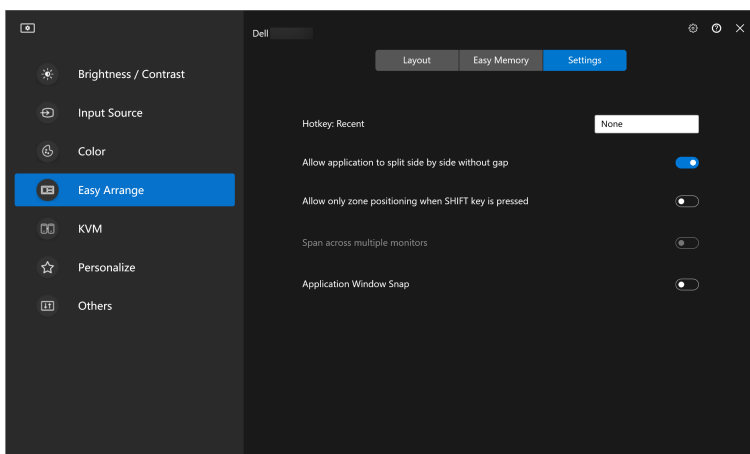 Dell
Layout Easy Memory Settings
Brightness / Contrast
Input Source
Color
Easy Arrange
KVM
Personalize
Others
Hotkey: Recent None
Allow application to split side by side without gap
Allow only zone positioning when SHIFT key is pressed
Span across multiple monitors
Application Window Snap